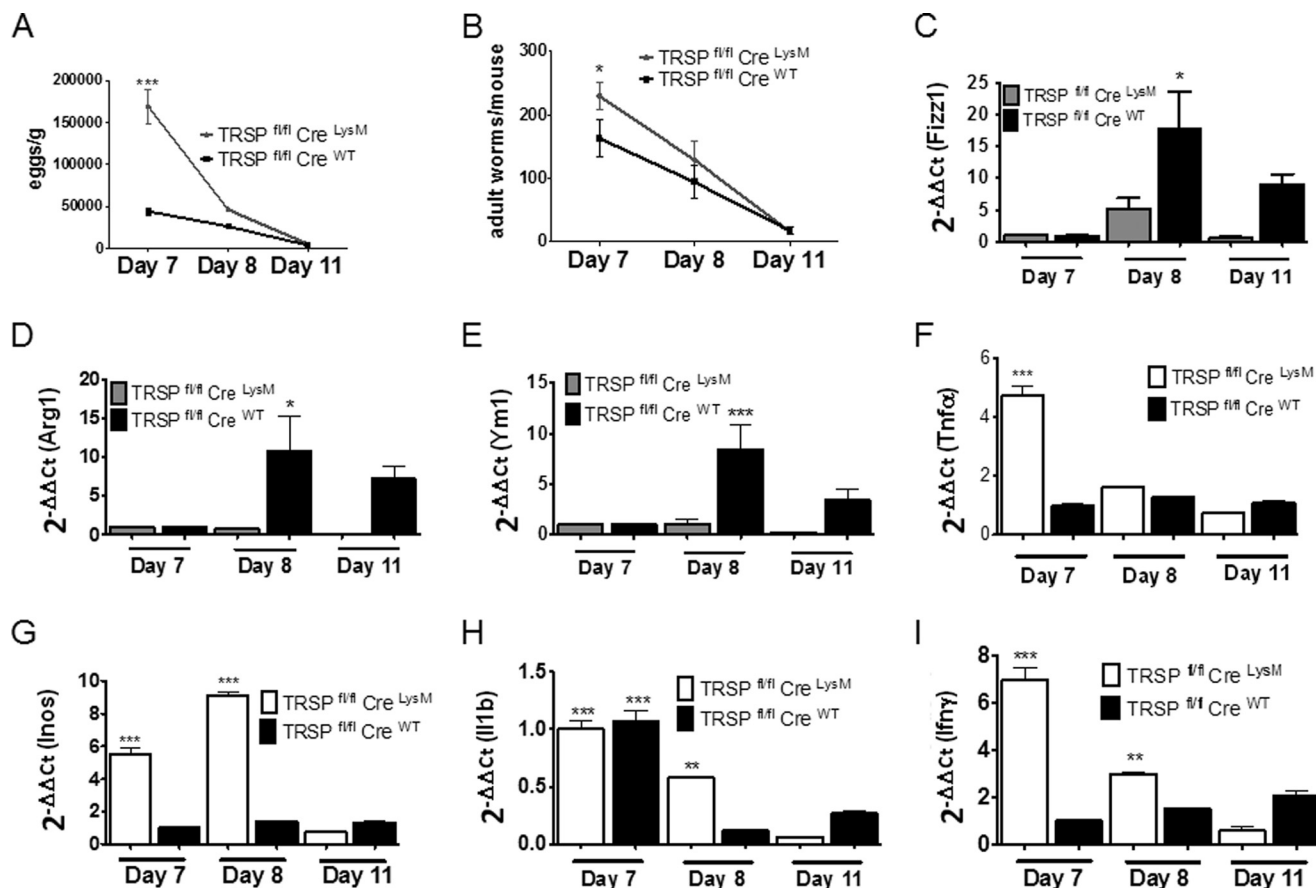 A
eggs/g
200000
150000
100000
50000
0
***
TRSP fl/fl Cre LysM
TRSP fl/fl Cre WT
Day 7 Day 8 Day 11
B
adult worms/mouse
300
200
100
0
*
TRSP fl/fl Cre LysM
TRSP fl/fl Cre WT
Day 7 Day 8 Day 11
C
2-ΔΔCt (Fizz1)
25
20
15
10
5
0
*
TRSP fl/fl Cre LysM
TRSP fl/fl Cre WT
Day 7 Day 8 Day 11
D
2-ΔΔCt (Arg1)
20
15
10
5
0
TRSP fl/fl Cre LysM
TRSP fl/fl Cre WT
*
Day 7 Day 8 Day 11
E
2-ΔΔCt (Ym1)
15
10
5
0
TRSP fl/fl Cre LysM
TRSP fl/fl Cre WT
***
Day 7 Day 8 Day 11
F
2-ΔΔCt (Tnfα)
6
4
2
0
***
TRSP fl/fl Cre LysM
TRSP fl/fl Cre WT
Day 7 Day 8 Day 11
G
2-ΔΔCt (Inos)
10
8
6
4
2
0
***
***
TRSP fl/fl Cre LysM
TRSP fl/fl Cre WT
Day 7 Day 8 Day 11
H
2-ΔΔCt (Il1b)
1.5
1.0
0.5
0.0
*** ***
**
TRSP fl/fl Cre LysM
TRSP fl/fl Cre WT
Day 7 Day 8 Day 11
I
2-ΔΔCt (Ifnγ)
8
6
4
2
0
***
**
TRSP fl/fl Cre LysM
TRSP fl/fl Cre WT
Day 7 Day 8 Day 11